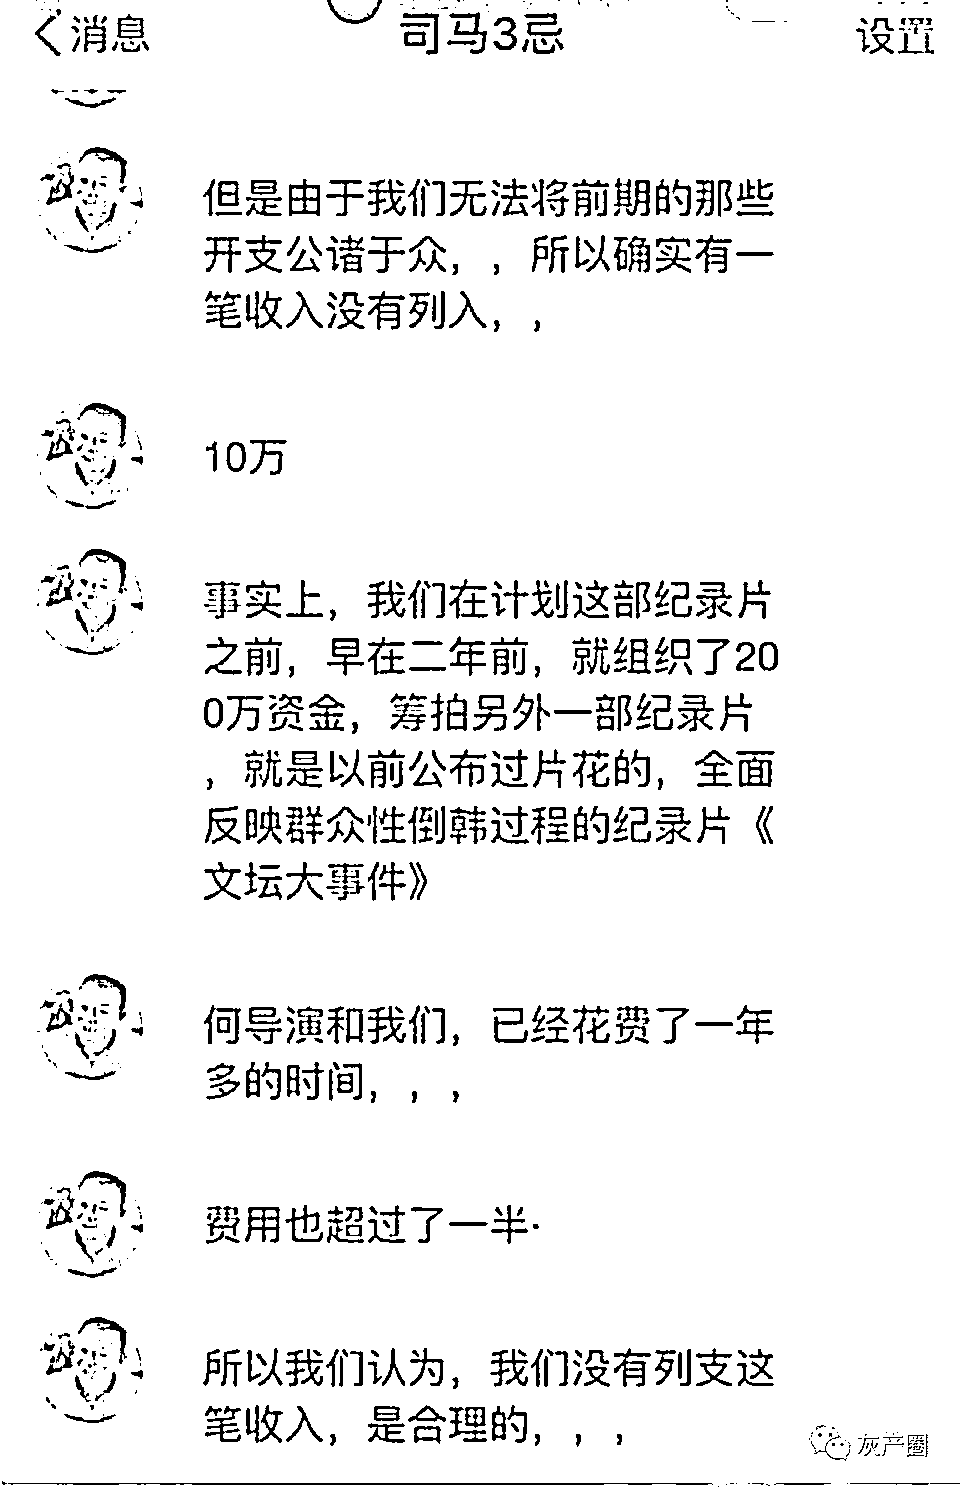 消息
司马3忌
设置
但是由于我们无法将前期的那些
开支公诸于众，，所以确实有一
笔收入没有列入，，
10万
事实上，我们在计划这部纪录片
之前，早在二年前，就组织了20
0万资金，筹拍另外一部纪录片
，就是以前公布过片花的，全面
反映群众性倒韩过程的纪录片《
文坛大事件》
何导演和我们，已经花费了一年
多的时间，，，
费用也超过了一半·
所以我们认为，我们没有列支这
笔收入，是合理的，，，
灰产圈